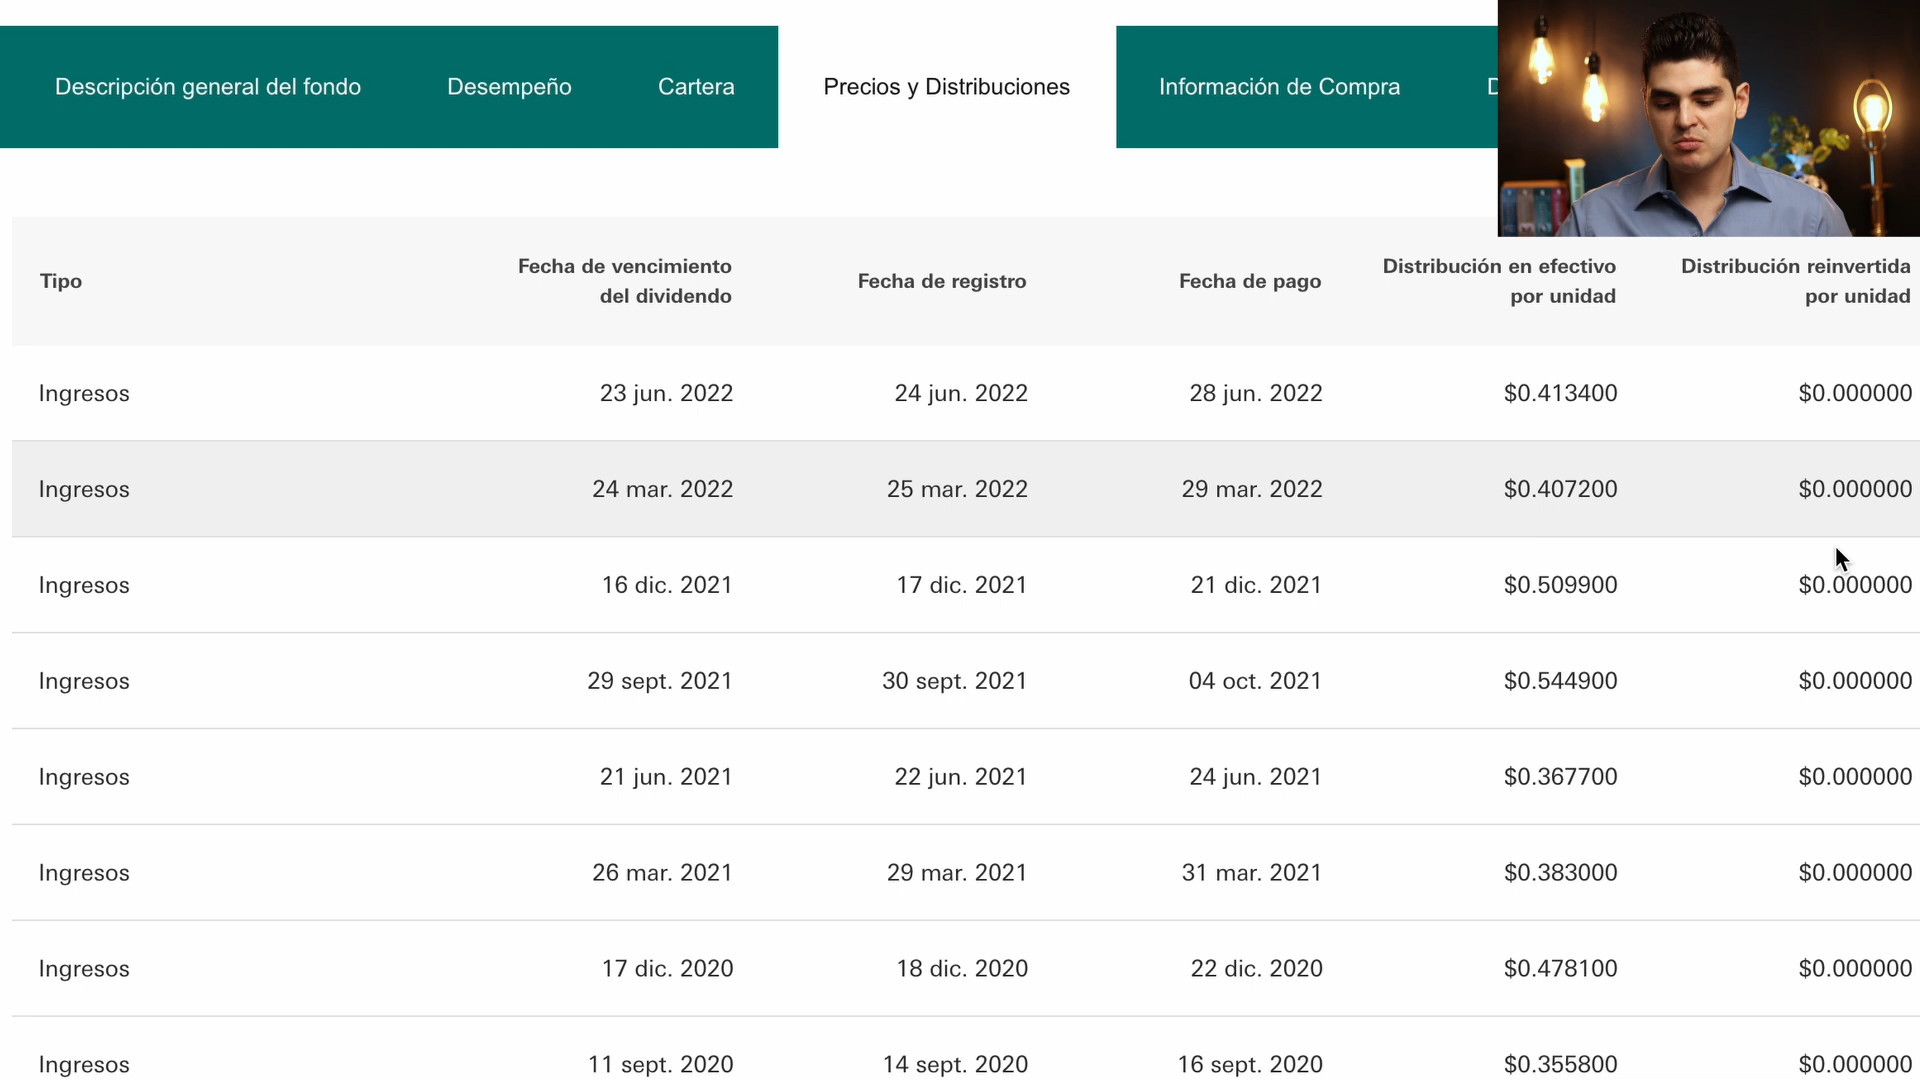 Descripción general del fondo Desempeño Cartera Precios y Distribuciones Información de Compra D
Tipo
Fecha de vencimiento
del dividendo
Fecha de registro
Fecha de pago
Distribución en efectivo
por unidad
Distribución reinvertida
por unidad
Ingresos 23 jun. 2022 24 jun. 2022 28 jun. 2022 $0.413400 $0.000000
Ingresos 24 mar. 2022 25 mar. 2022 29 mar. 2022 $0.407200 $0.000000
Ingresos 16 dic. 2021 17 dic. 2021 21 dic. 2021 $0.509900 $0.000000
Ingresos 29 sept. 2021 30 sept. 2021 04 oct. 2021 $0.544900 $0.000000
Ingresos 21 jun. 2021 22 jun. 2021 24 jun. 2021 $0.367700 $0.000000
Ingresos 26 mar. 2021 29 mar. 2021 31 mar. 2021 $0.383000 $0.000000
Ingresos 17 dic. 2020 18 dic. 2020 22 dic. 2020 $0.478100 $0.000000
Ingresos 11 sept. 2020 14 sept. 2020 16 sept. 2020 $0.355800 $0.000000